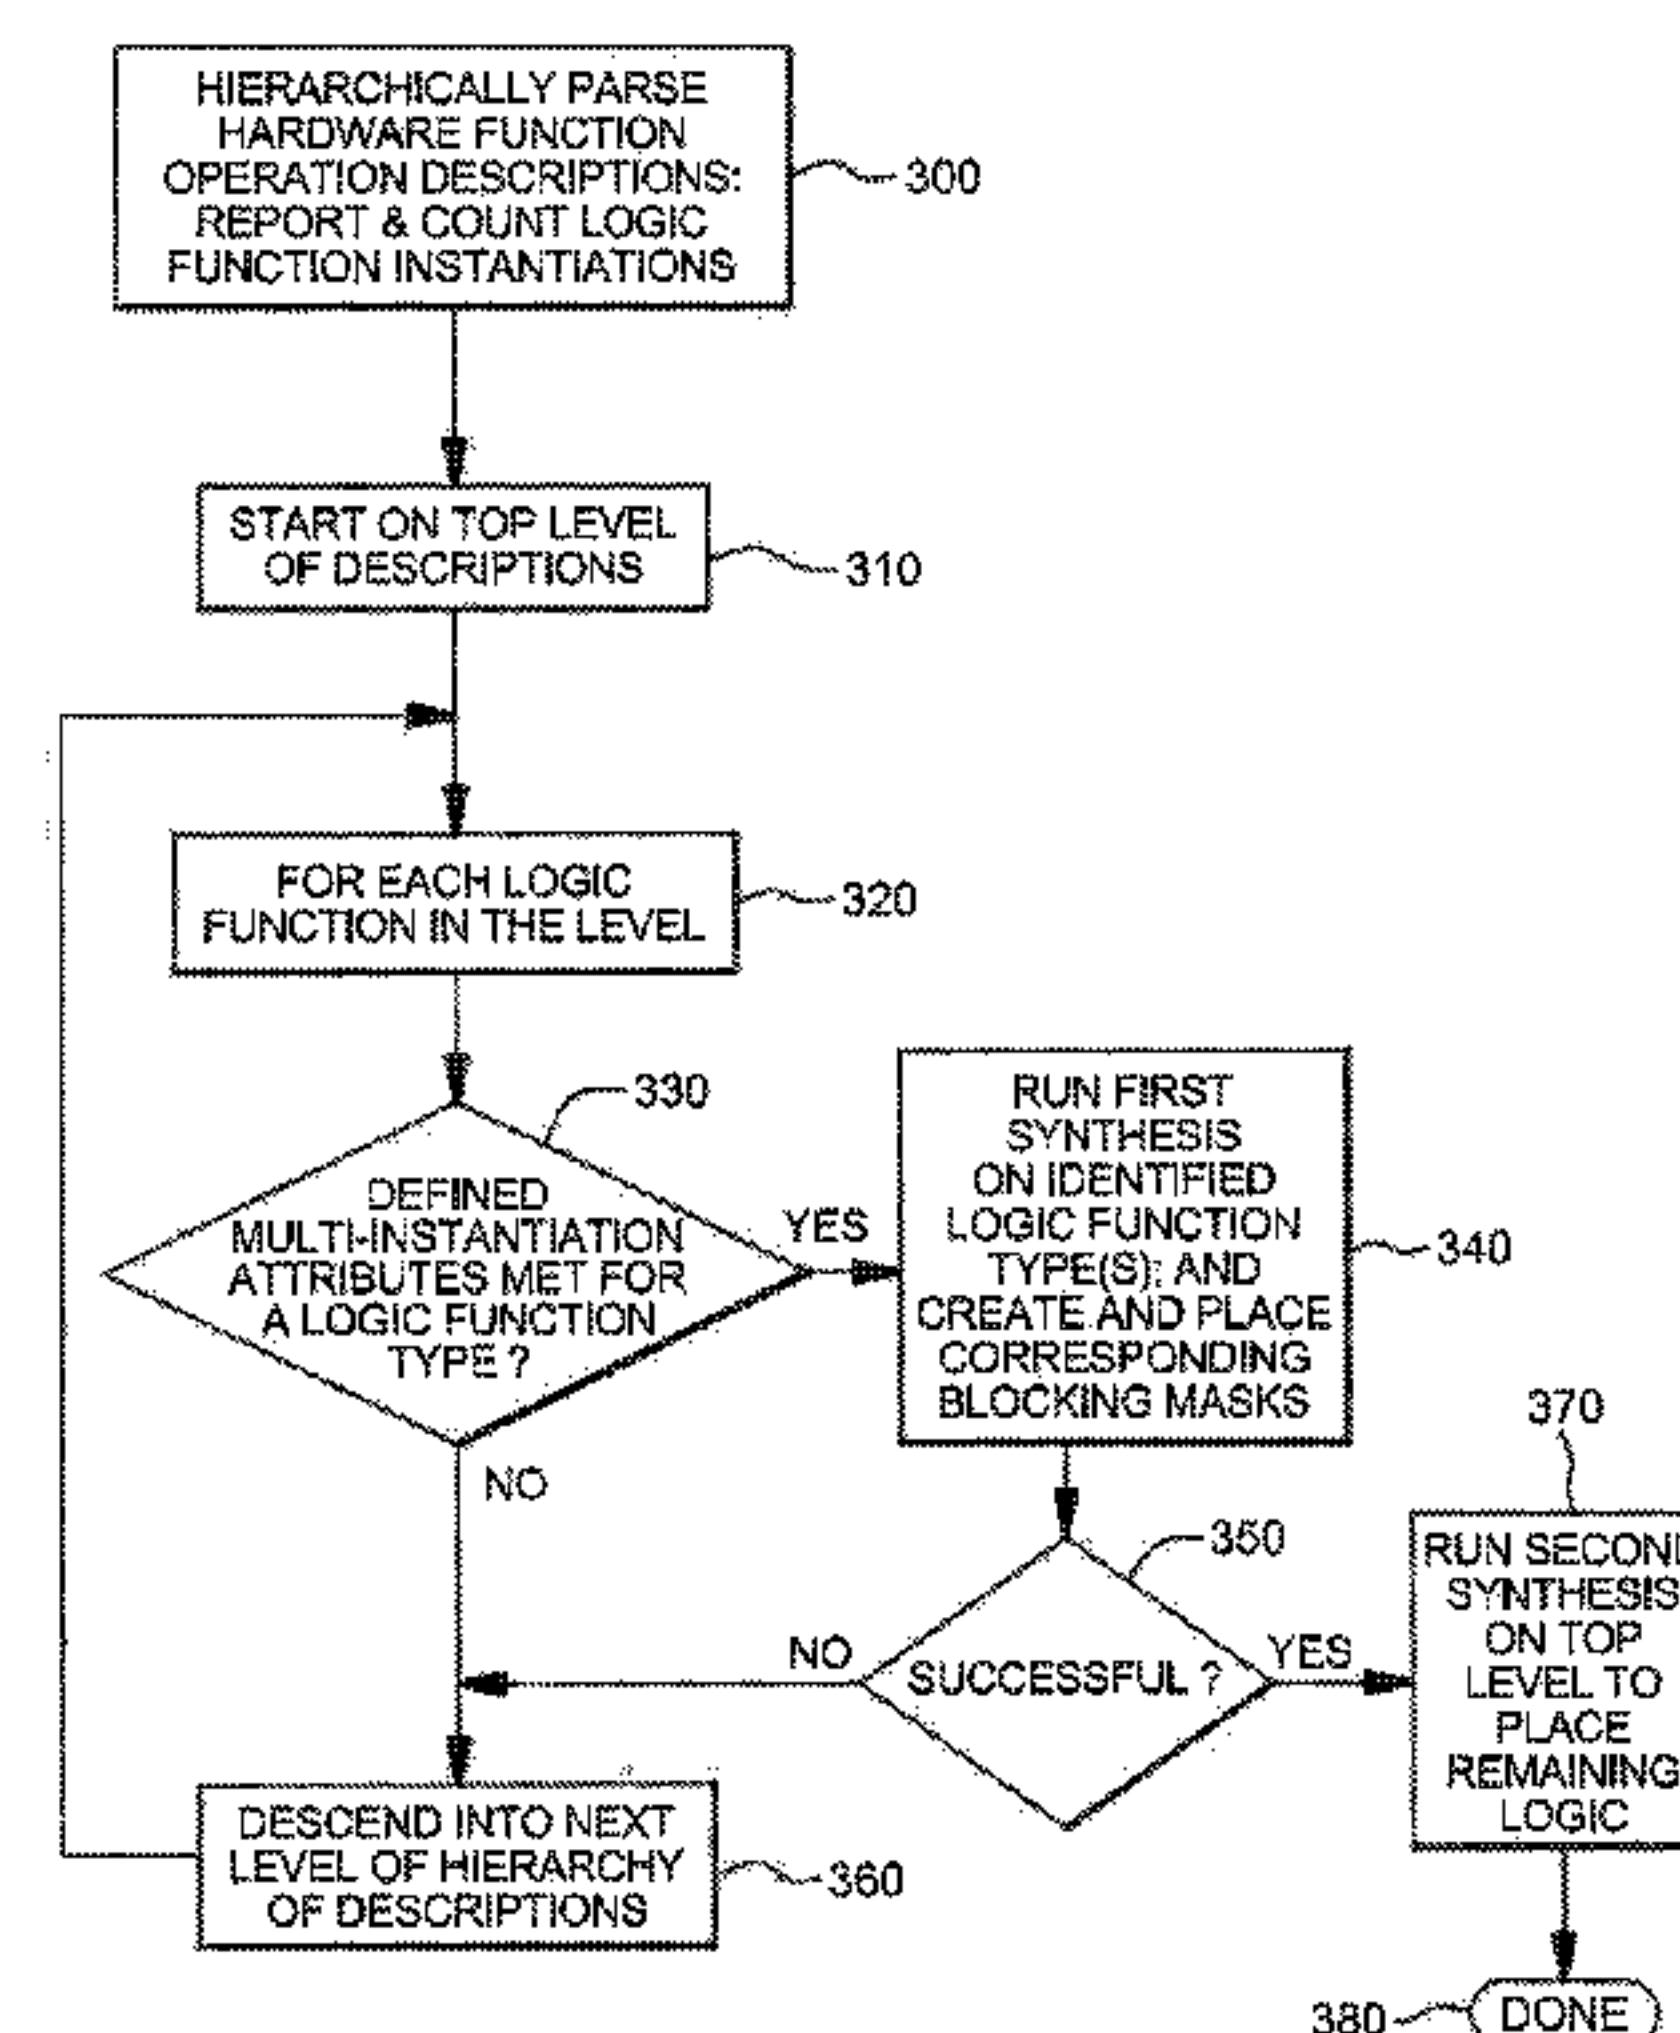 HIERARCHICALLY PARSE
HARDWARE FUNCTION
OPERATION DESCRIPTIONS:
REPORT & COUNT LOGIC
FUNCTION INSTANTIATIONS
300
START ON TOP LEVEL
OF DESCRIPTIONS
310
FOR EACH LOGIC
FUNCTION IN THE LEVEL
320
330
DEFINED
MULTI-INSTANTIATION
ATTRIBUTES MET FOR
A LOGIC FUNCTION
TYPE ?
YES
NO
RUN FIRST
SYNTHESIS
ON IDENTIFIED
LOGIC FUNCTION
TYPE(S); AND
CREATE AND PLACE
CORRESPONDING
BLOCKING MASKS
340
350
SUCCESSFUL ?
NO
YES
370
RUN SECOND
SYNTHESIS
ON TOP
LEVEL TO
PLACE
REMAINING
LOGIC
DESCEND INTO NEXT
LEVEL OF HIERARCHY
OF DESCRIPTIONS
360
380
DONE